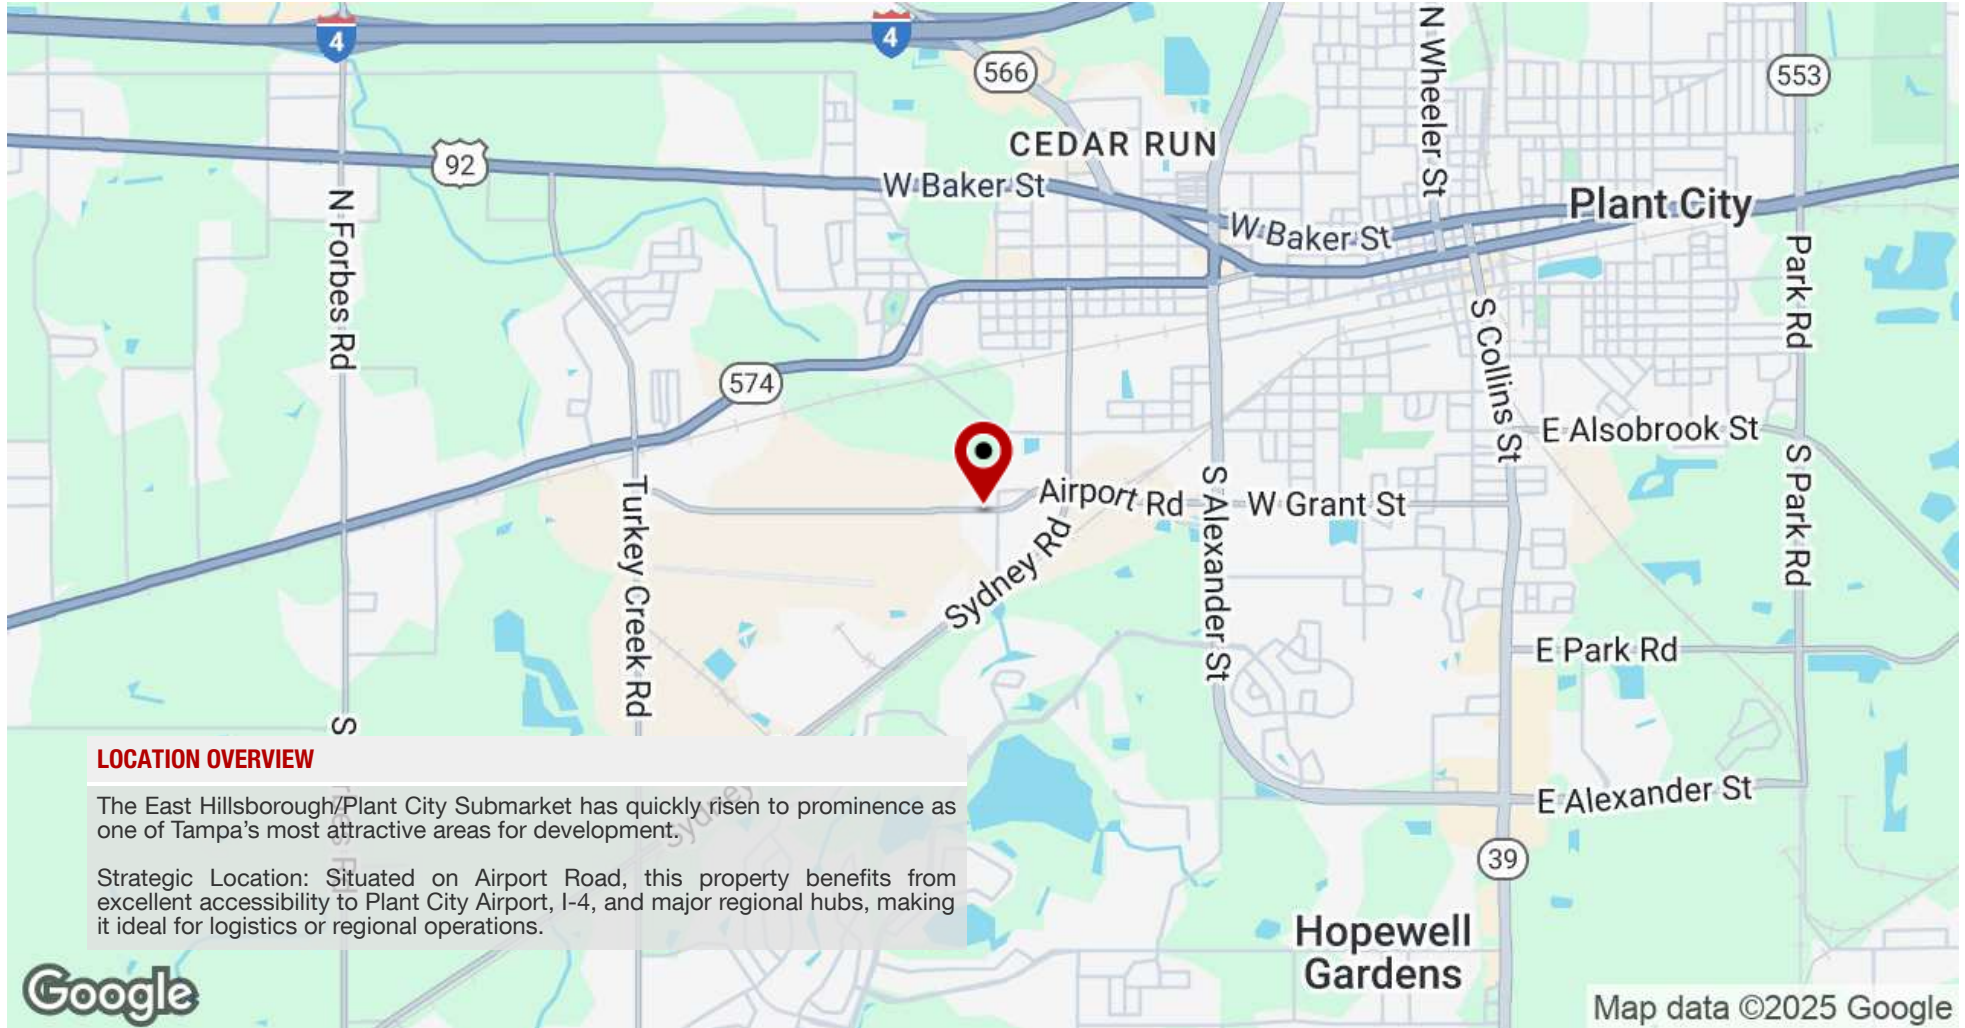 4
4
566
N Wheeler St
553
CEDAR RUN
92
W Baker St
W Baker St
Plant City
N Forbes Rd
Park Rd
S Collins St
574
E Alsobrook St
Turkey Creek Rd
Airport Rd
S Alexander St
W Grant St
S Park Rd
Sydney Rd
E Park Rd
S
LOCATION OVERVIEW
The East Hillsborough/Plant City Submarket has quickly risen to prominence as
one of Tampa's most attractive areas for development.
Strategic Location: Situated on Airport Road, this property benefits from
excellent accessibility to Plant City Airport, I-4, and major regional hubs, making
it ideal for logistics or regional operations.
Sydney
E Alexander St
39
Hopewell
Gardens
Google
Map data ©2025 Google